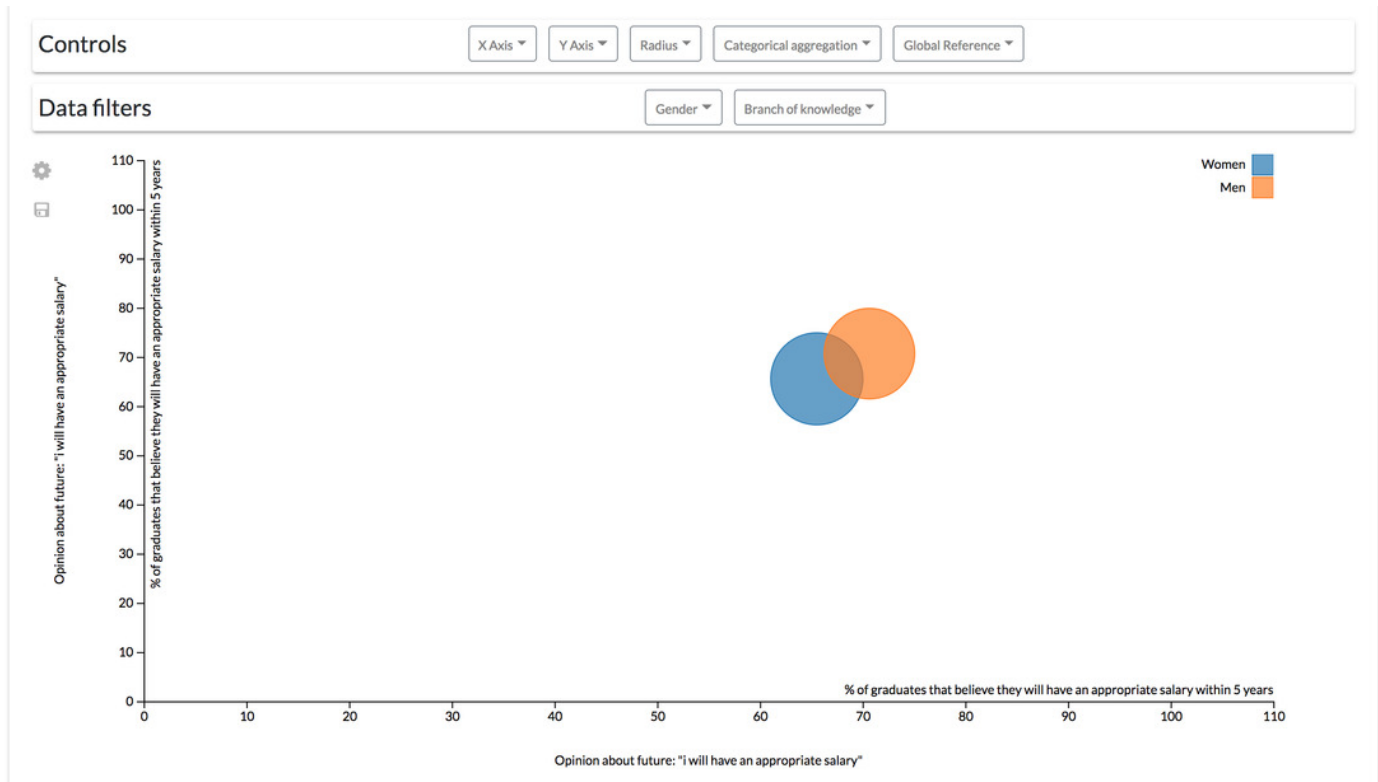 Controls
X Axis
Y Axis
Radius
Categorical aggregation
Global Reference
Data filters
Gender
Branch of knowledge
Women
Men
110
100
90
80
70
60
50
40
30
20
10
0
Opinion about future: "i will have an appropriate salary"
% of graduates that believe they will have an appropriate salary within 5 years
% of graduates that believe they will have an appropriate salary within 5 years
0 10 20 30 40 50 60 70 80 90 100 110
Opinion about future: "i will have an appropriate salary"